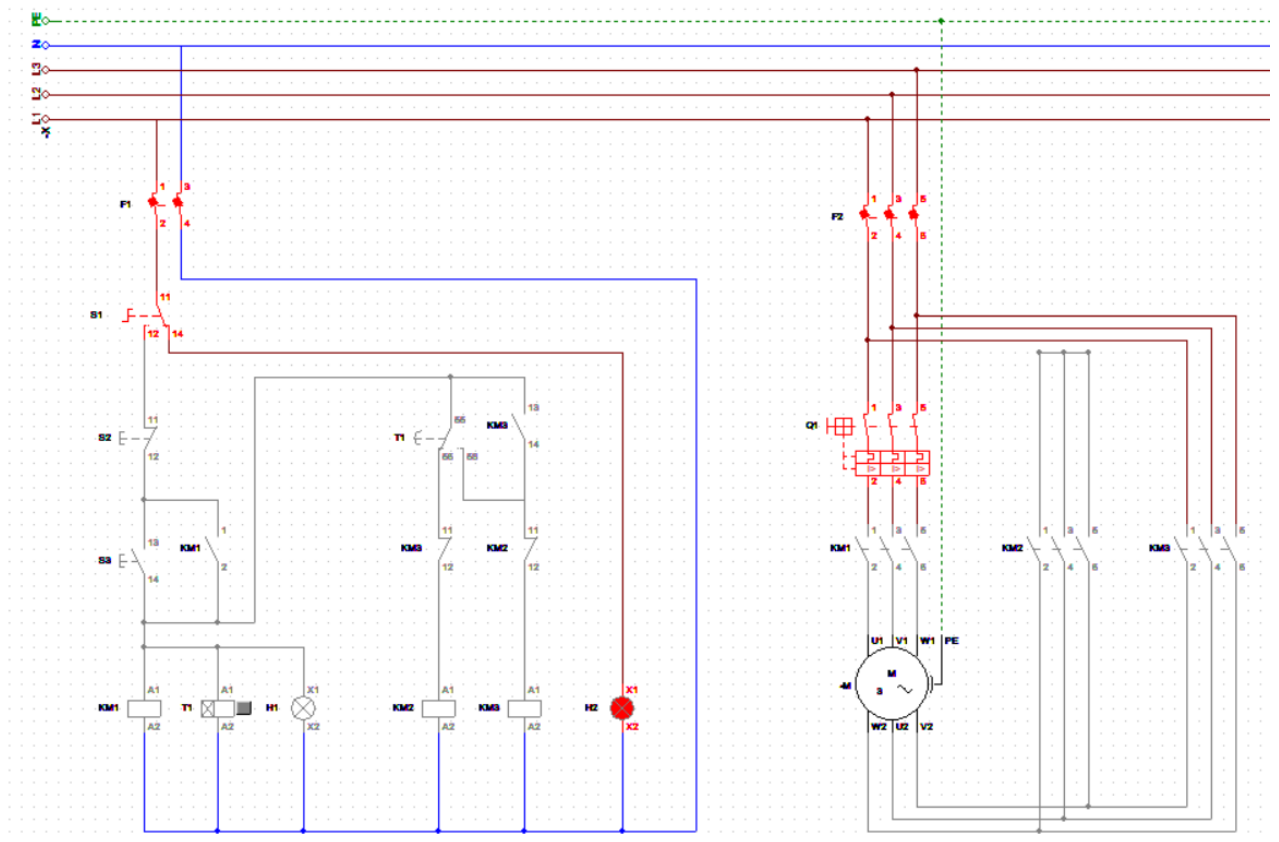 PE
N
L3
L2
L1
-X
F1 1 3
2 4
F2 1 3 5
2 4 6
S1 11
12 14
S2 11
12
T1 55
56 58
KM3 13
14
Q1 1 3 5
2 4 6
S3 13
14
KM1 1
2
KM3 11
12
KM2 11
12
KM1 1 3 5
2 4 6
KM2 1 3 5
2 4 6
KM3 1 3 5
2 4 6
U1 V1 W1 PE
-M M
3
W2 U2 V2
KM1 A1
A2
T1 A1
A2
H1 X1
X2
KM2 A1
A2
KM3 A1
A2
H2 X1
X2